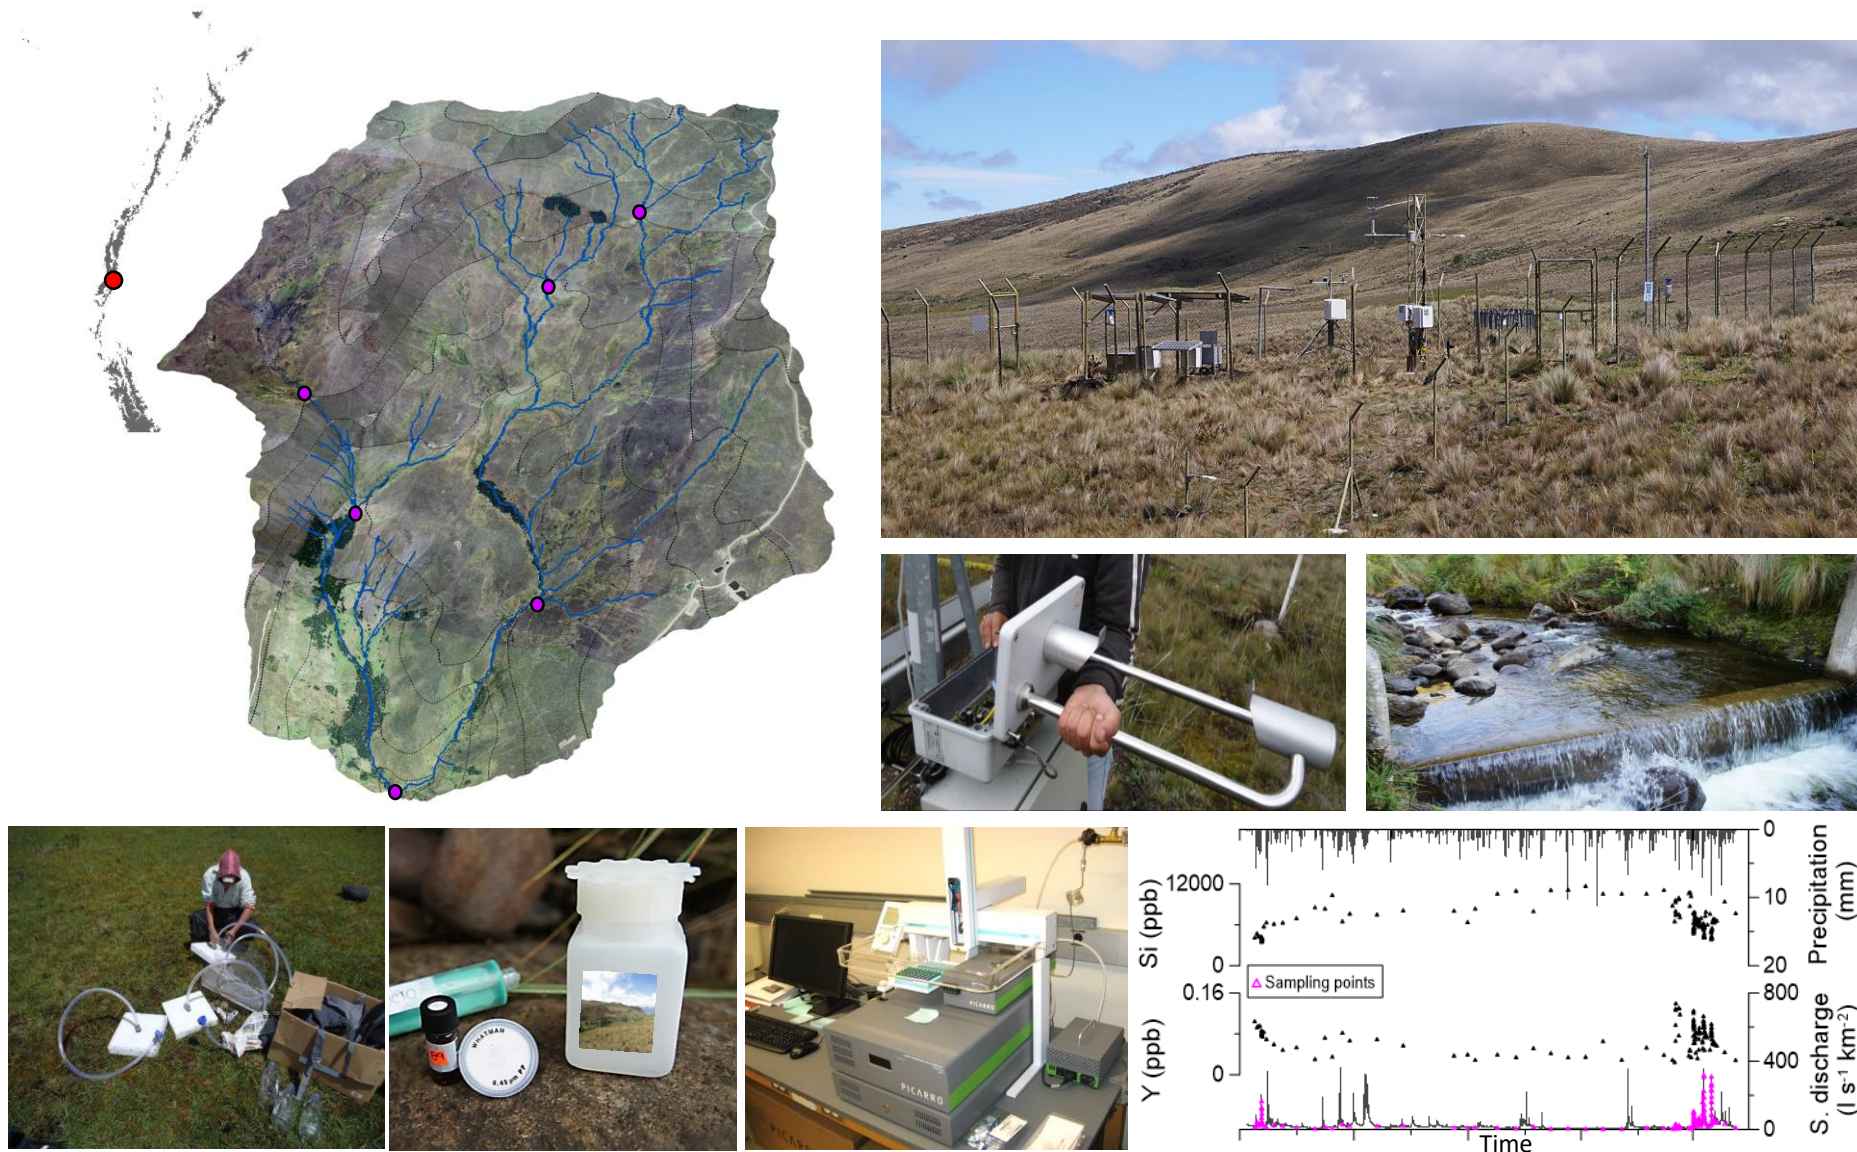 WHATMAN
0,45 µm PP
PICARRO
PICARRO
PICARRO
Si (ppb)
12000
0
0
10
20
Precipitation
(mm)
Sampling points
Y (ppb)
0.16
0
800
400
0
S. discharge
(l s⁻¹ km⁻²)
Time